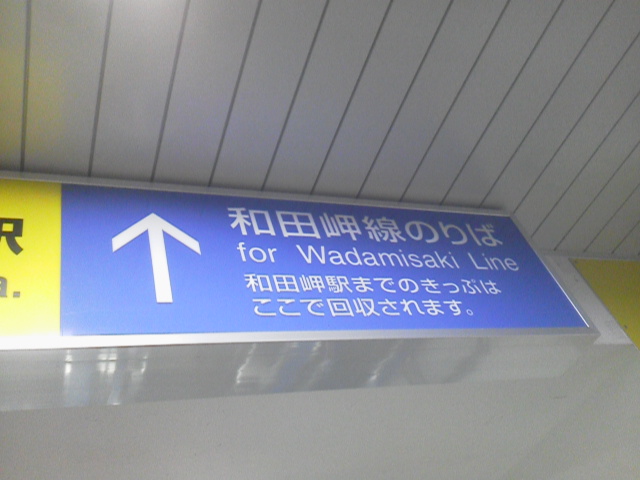 和田岬線のりば
for Wadamisaki Line
和田岬駅までのきっぷは
ここで回収されます。
a.